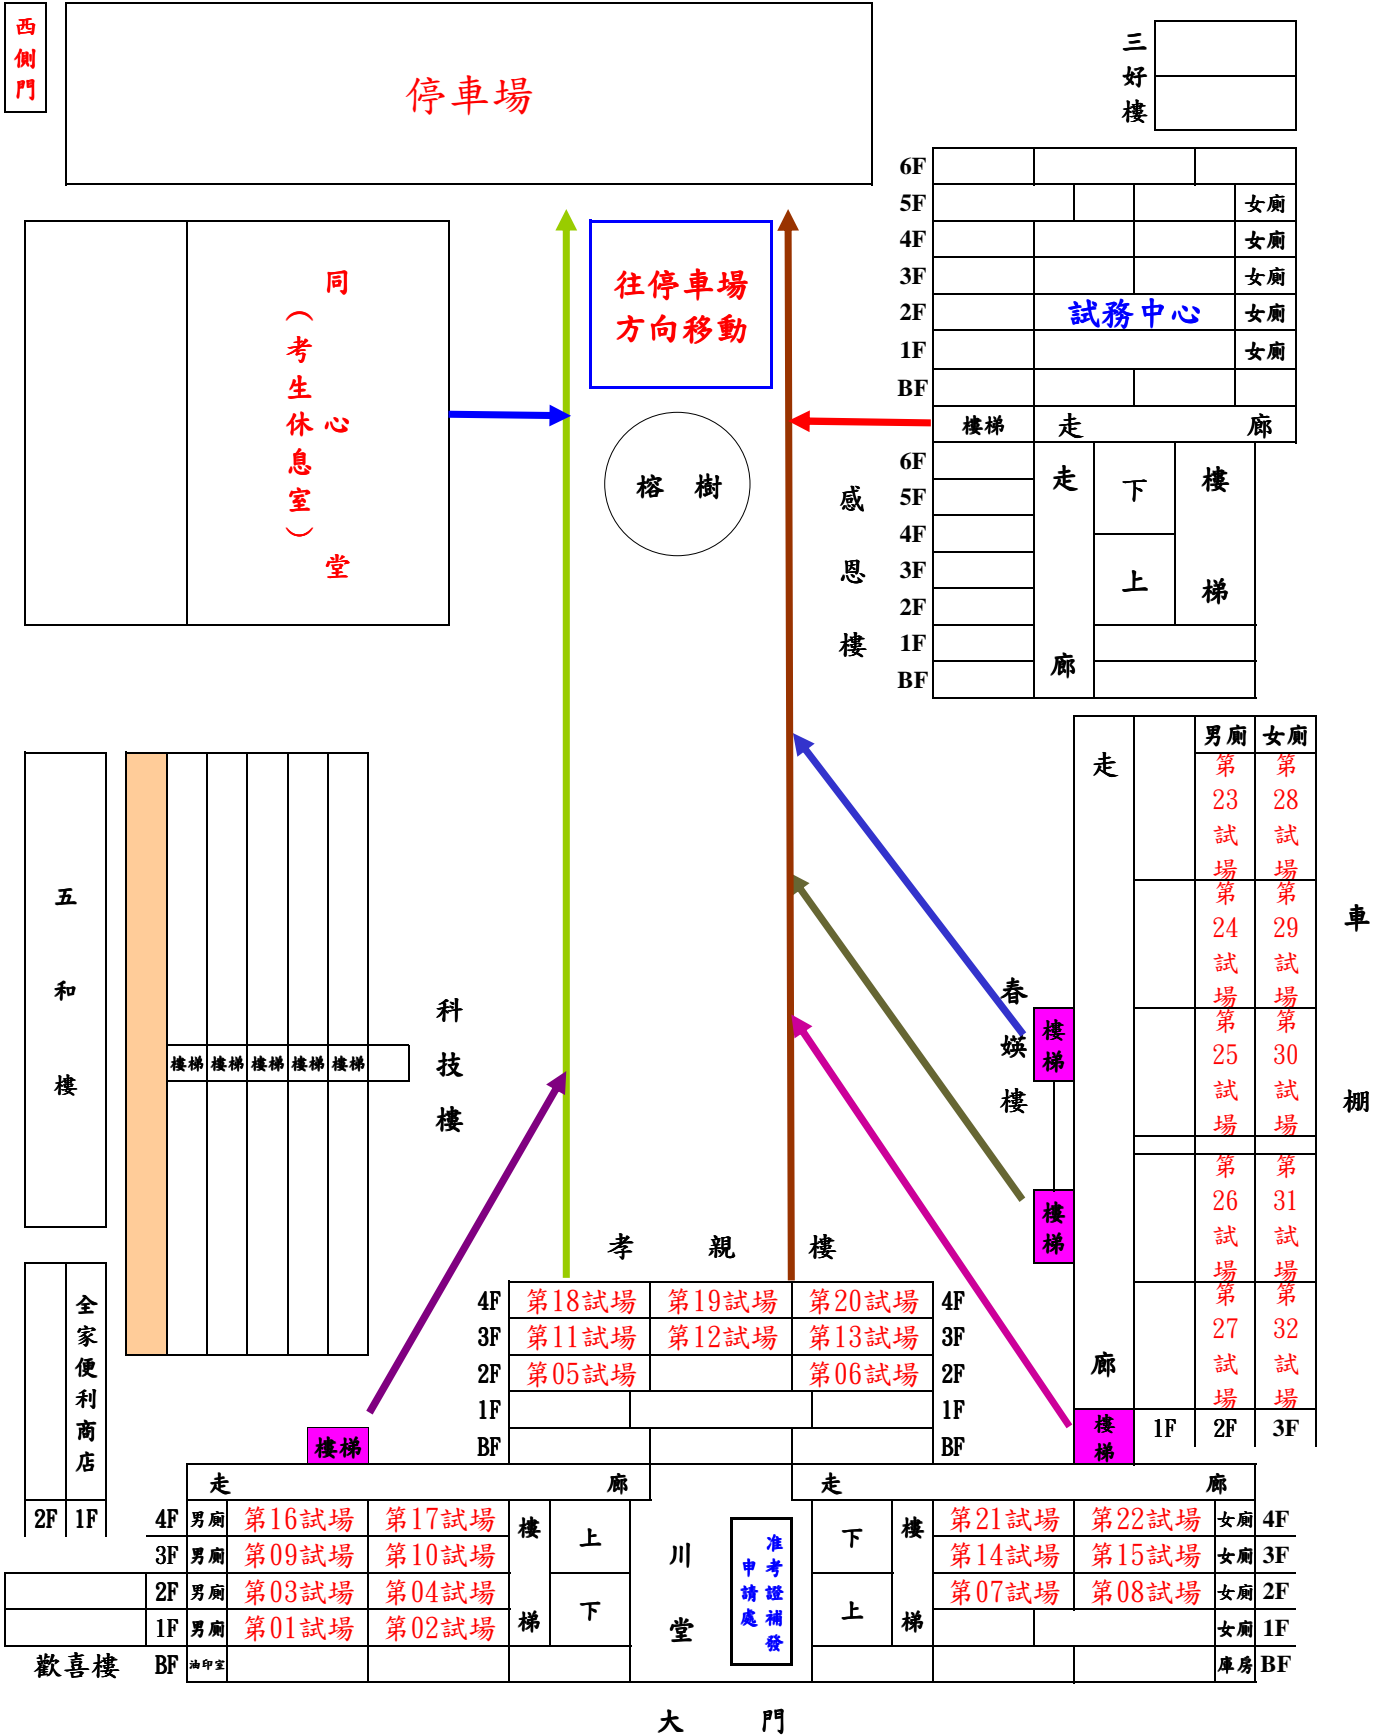 西側門
停車場
三好樓
6F
5F 女廁
4F 女廁
3F 女廁
2F 試務中心 女廁
1F 女廁
BF
樓梯 走 廊
往停車場
方向移動
同心堂
（考生休息室）
榕 樹
感恩樓
6F
5F
4F
3F
2F
1F
BF
走廊
下
上
樓梯
五和樓
樓梯 樓梯 樓梯 樓梯 樓梯
科技樓
春媖樓
樓梯
樓梯
樓梯
走廊
男廁 女廁
第23試場 第28試場
第24試場 第29試場
第25試場 第30試場
第26試場 第31試場
第27試場 第32試場
1F 2F 3F
車棚
全家便利商店
2F 1F
孝 親 樓
4F 第18試場 第19試場 第20試場 4F
3F 第11試場 第12試場 第13試場 3F
2F 第05試場 第06試場 2F
1F 1F
BF BF
樓梯
走 廊
走 廊
4F 男廁 第16試場 第17試場
3F 男廁 第09試場 第10試場
2F 男廁 第03試場 第04試場
1F 男廁 第01試場 第02試場
歡喜樓 BF 油印室
樓梯
上
下
川堂
准考證補發
申請處
下
上
樓梯
第21試場 第22試場 女廁 4F
第14試場 第15試場 女廁 3F
第07試場 第08試場 女廁 2F
女廁 1F
庫房 BF
大 門